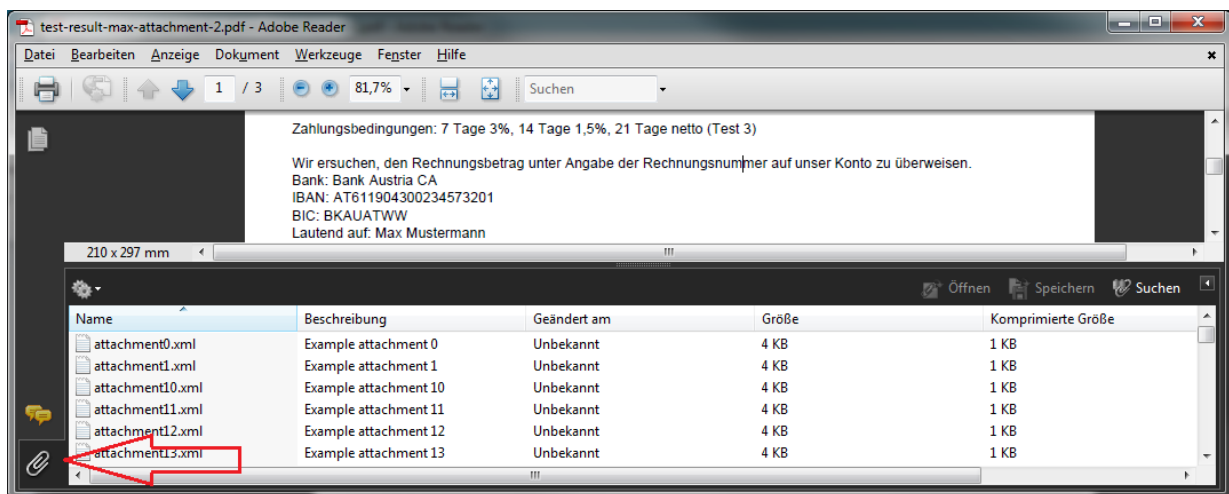 test-result-max-attachment-2.pdf - Adobe Reader
Datei Bearbeiten Anzeige Dokument Werkzeuge Fenster Hilfe
1 / 3 81,7% Suchen
Zahlungsbedingungen: 7 Tage 3%, 14 Tage 1,5%, 21 Tage netto (Test 3)
Wir ersuchen, den Rechnungsbetrag unter Angabe der Rechnungsnummer auf unser Konto zu überweisen.
Bank: Bank Austria CA
IBAN: AT611904300234573201
BIC: BKAUATWW
Lautend auf: Max Mustermann
210 x 297 mm
Öffnen Speichern Suchen
Name Beschreibung Geändert am Größe Komprimierte Größe
attachment0.xml Example attachment 0 Unbekannt 4 KB 1 KB
attachment1.xml Example attachment 1 Unbekannt 4 KB 1 KB
attachment10.xml Example attachment 10 Unbekannt 4 KB 1 KB
attachment11.xml Example attachment 11 Unbekannt 4 KB 1 KB
attachment12.xml Example attachment 12 Unbekannt 4 KB 1 KB
attachment13.xml Example attachment 13 Unbekannt 4 KB 1 KB